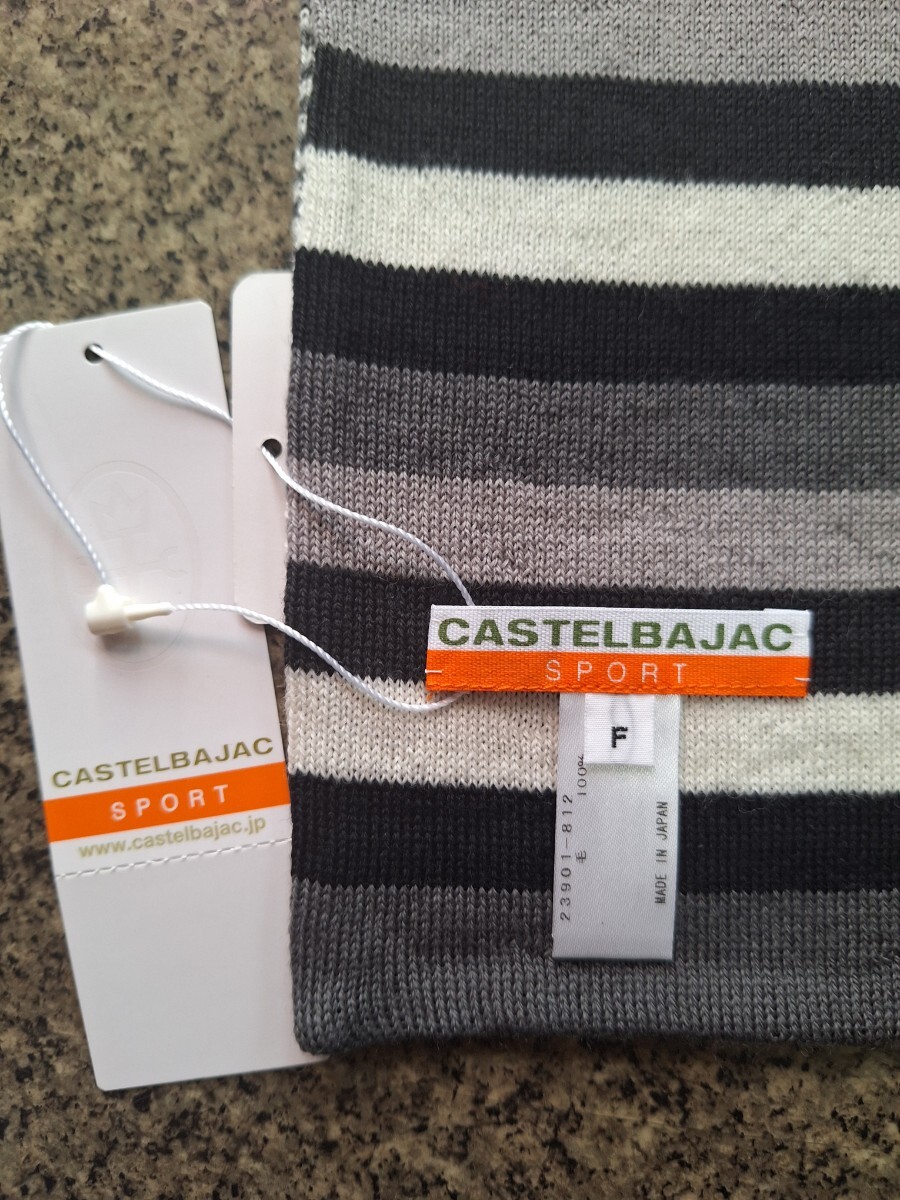 CASTELBAJAC
SPORT
www.castelbajac.jp
CASTELBAJAC
SPORT
F
23901-812
毛 100%
MADE IN JAPAN